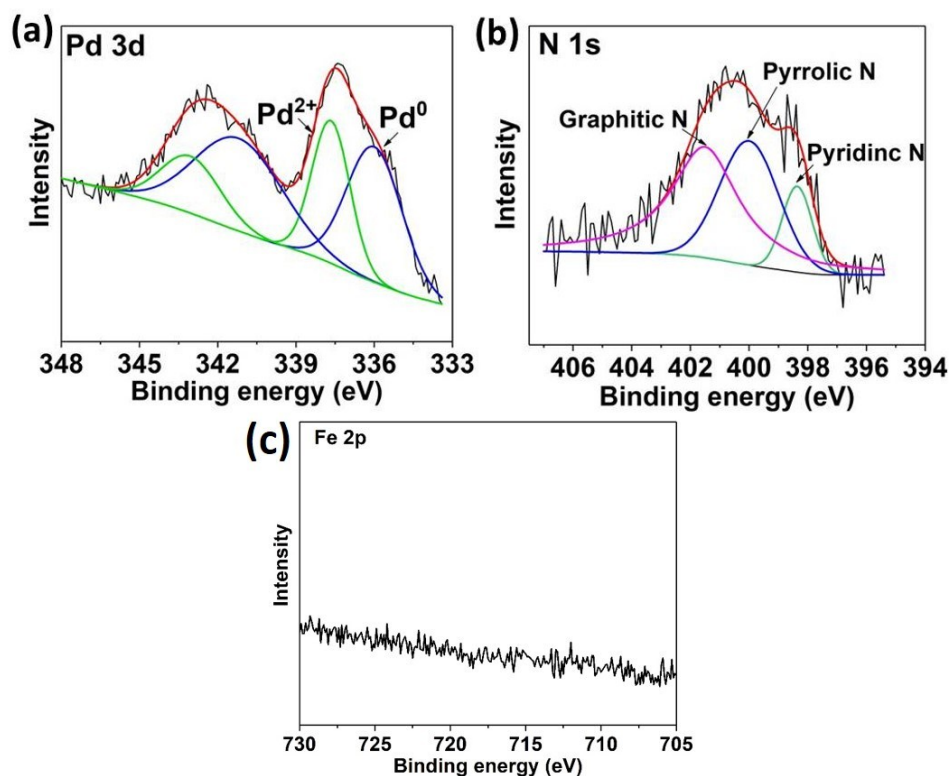 (a)
Pd 3d
Pd2+
Pd0
Intensity
348 345 342 339 336 333
Binding energy (eV)
(b)
N 1s
Pyrrolic N
Graphitic N
Pyridinc N
Intensity
406 404 402 400 398 396 394
Binding energy (eV)
(c)
Fe 2p
Intensity
730 725 720 715 710 705
Binding energy (eV)